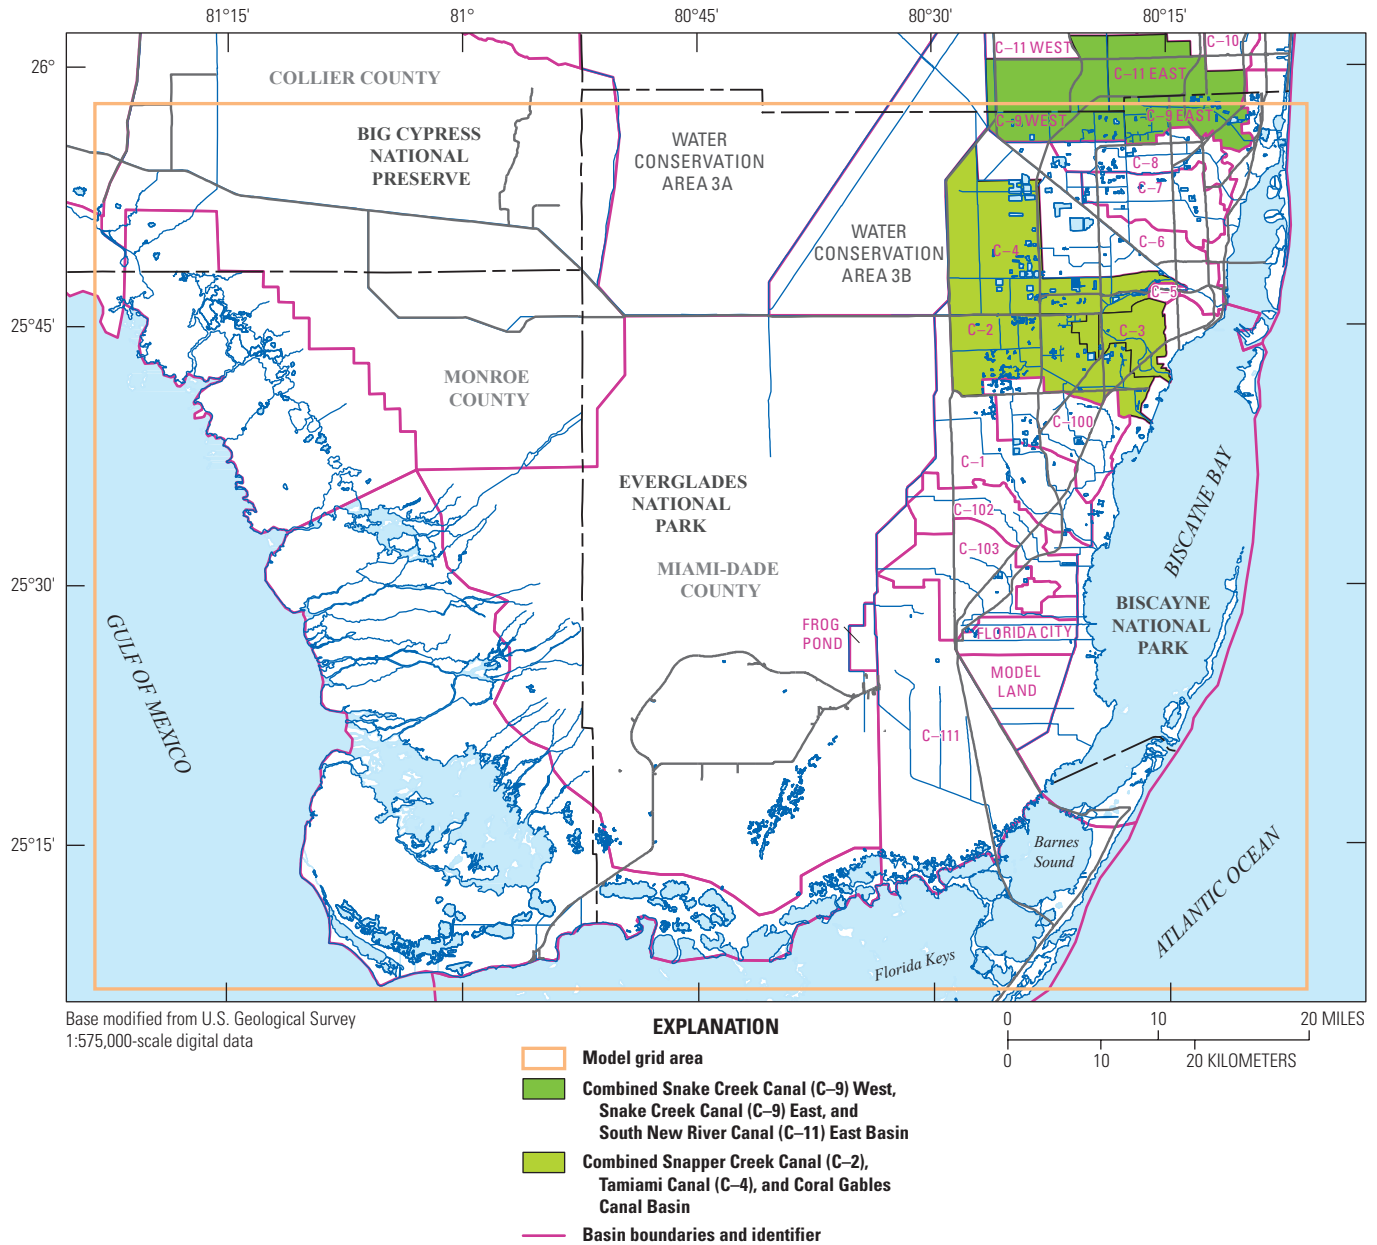 81°15'
81°
80°45'
80°30'
80°15'
26°
25°45'
25°30'
25°15'
COLLIER COUNTY
BIG CYPRESS
NATIONAL
PRESERVE
WATER
CONSERVATION
AREA 3A
WATER
CONSERVATION
AREA 3B
C–11 WEST
C–10
C–11 EAST
C–9 WEST
C–9 EAST
C–8
C–7
C–6
C–4
C–5
C–2
C–3
MONROE
COUNTY
C–100
C–1
EVERGLADES
NATIONAL
PARK
C–102
C–103
MIAMI-DADE
COUNTY
BISCAYNE BAY
BISCAYNE
NATIONAL
PARK
FROG
POND
FLORIDA CITY
MODEL
LAND
C–111
GULF OF MEXICO
Barnes
Sound
ATLANTIC OCEAN
Florida Keys
Base modified from U.S. Geological Survey
1:575,000-scale digital data
0 10 20 MILES
0 10 20 KILOMETERS
EXPLANATION
Model grid area
Combined Snake Creek Canal (C–9) West,
Snake Creek Canal (C–9) East, and
South New River Canal (C–11) East Basin
Combined Snapper Creek Canal (C–2),
Tamiami Canal (C–4), and Coral Gables
Canal Basin
Basin boundaries and identifier